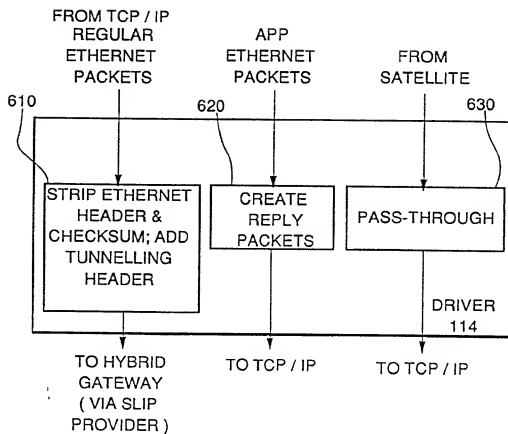 FROM TCP / IP
REGULAR
ETHERNET
PACKETS
APP
ETHERNET
PACKETS
FROM
SATELLITE
610
620
630
STRIP ETHERNET
HEADER &
CHECKSUM; ADD
TUNNELLING
HEADER
CREATE
REPLY
PACKETS
PASS-THROUGH
DRIVER
114
TO HYBRID
GATEWAY
( VIA SLIP
PROVIDER )
TO TCP / IP
TO TCP / IP